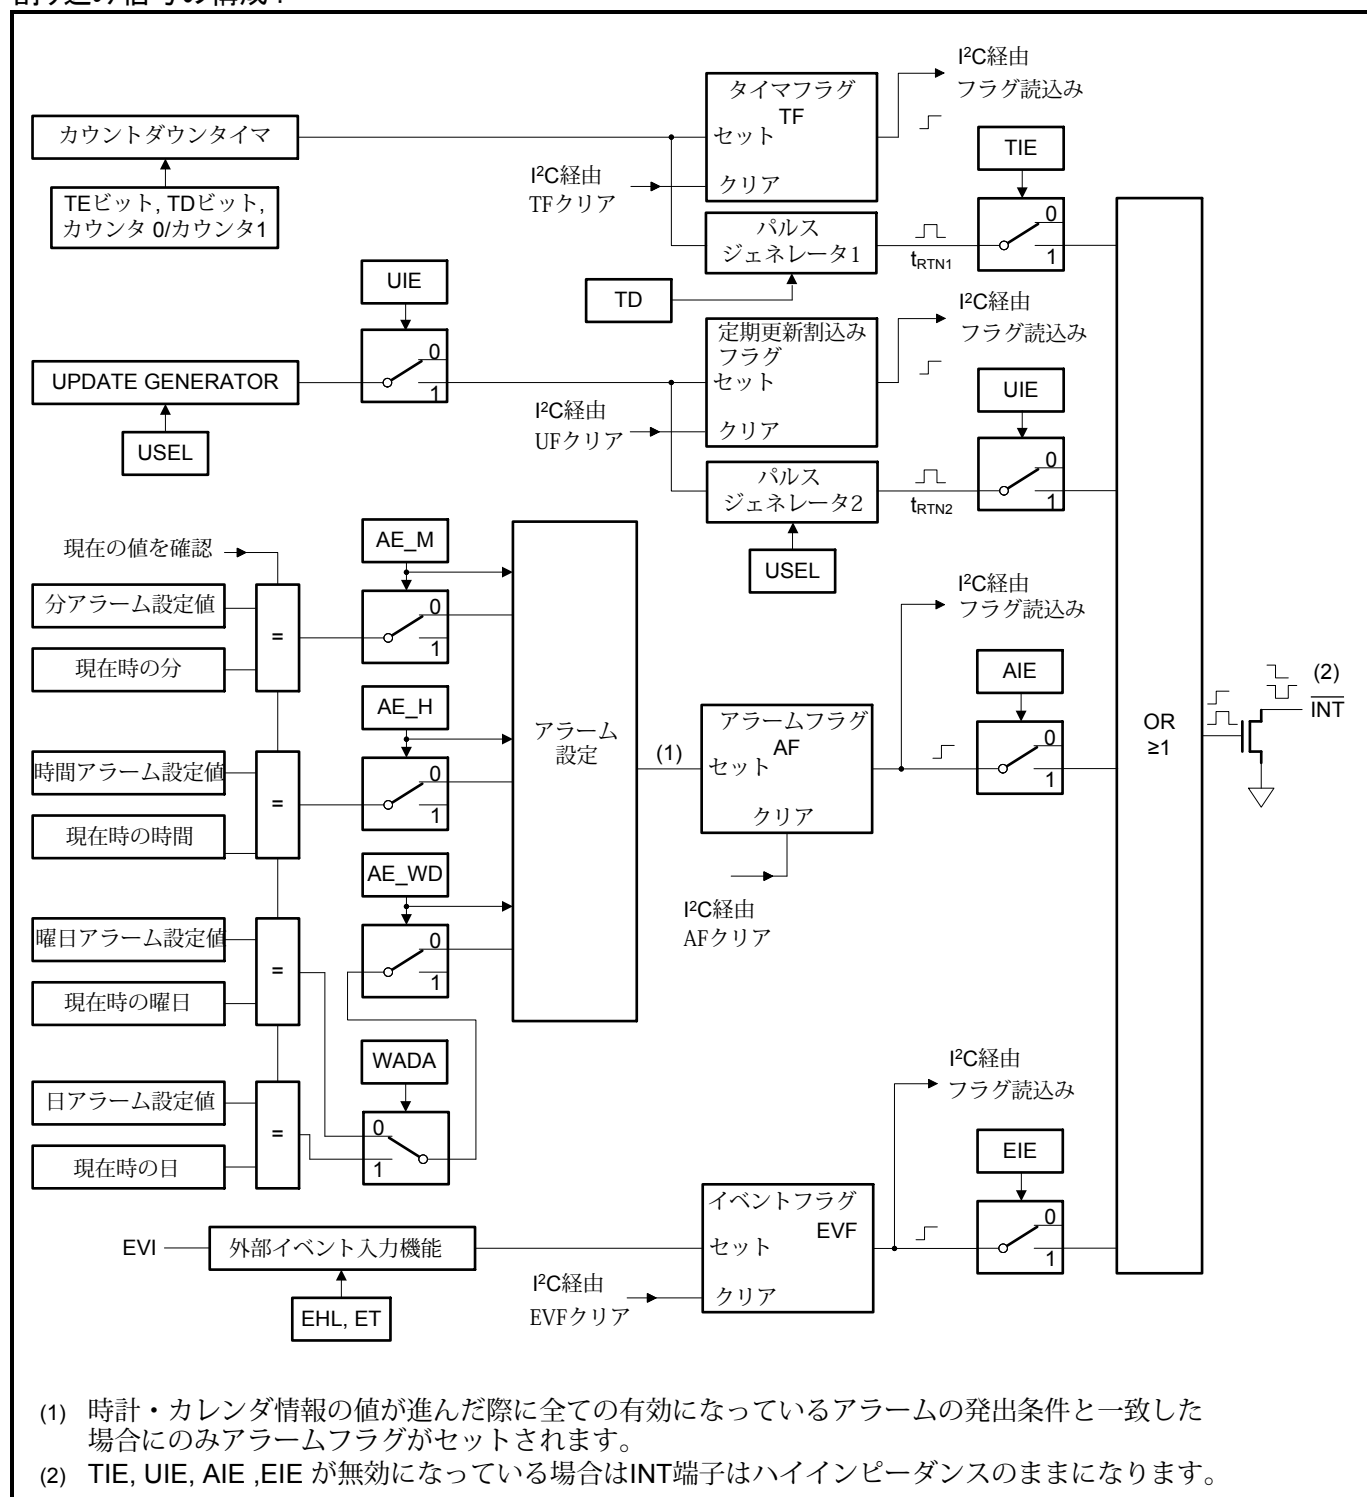 割り込み信号の構成:
I²C経由
フラグ読込み
タイマフラグ
TF
セット
クリア
カウントダウンタイマ
TEビット, TDビット,
カウンタ 0/カウンタ1
I²C経由
TFクリア
TIE
0
1
パルス
ジェネレータ1
tRTN1
TD
UIE
0
1
UPDATE GENERATOR
USEL
I²C経由
フラグ読込み
定期更新割込み
フラグ
セット
クリア
I²C経由
UFクリア
UIE
0
1
パルス
ジェネレータ2
tRTN2
USEL
現在の値を確認
分アラーム設定値
現在時の分
=
AE_M
0
1
時間アラーム設定値
現在時の時間
=
AE_H
0
1
曜日アラーム設定値
現在時の曜日
=
AE_WD
0
1
日アラーム設定値
現在時の日
=
WADA
0
1
アラーム
設定
(1)
アラームフラグ
AF
セット
クリア
I²C経由
AFクリア
I²C経由
フラグ読込み
AIE
0
1
OR
≥1
(2)
INT
EVI
外部イベント入力機能
EHL, ET
I²C経由
EVFクリア
イベントフラグ
EVF
セット
クリア
I²C経由
フラグ読込み
EIE
0
1
(1) 時計・カレンダ情報の値が進んだ際に全ての有効になっているアラームの発出条件と一致した
場合にのみアラームフラグがセットされます。
(2) TIE, UIE, AIE ,EIE が無効になっている場合はINT端子はハイインピーダンスのままになります。